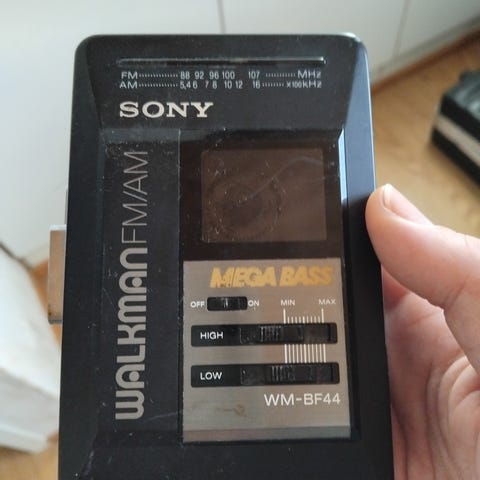 FM 88 92 96 100 107 MHz
AM 5,4 6 7 8 10 12 16 ×100kHz
SONY
WALKMAN FM/AM
MEGA BASS
OFF ON MIN MAX
HIGH
LOW
WM-BF44